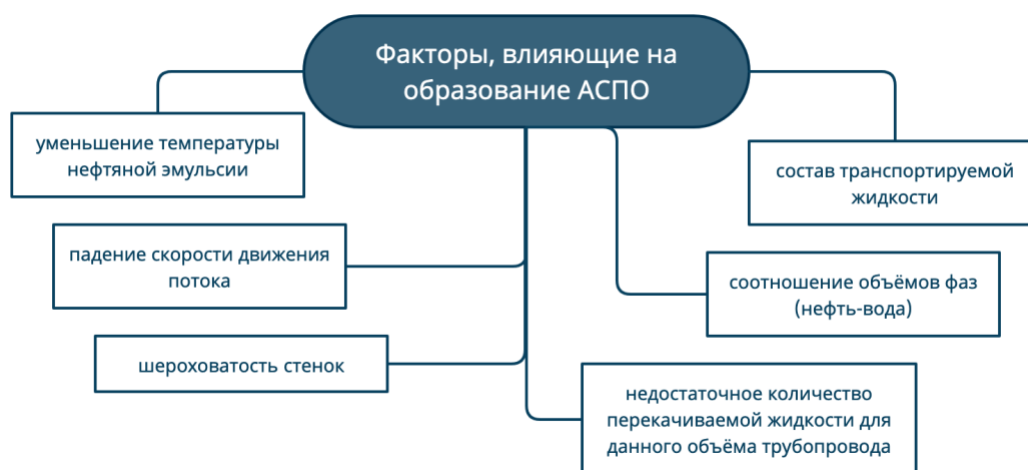 Факторы, влияющие на
образование АСПО
уменьшение температуры
нефтяной эмульсии
состав транспортируемой
жидкости
падение скорости движения
потока
соотношение объёмов фаз
(нефть-вода)
шероховатость стенок
недостаточное количество
перекачиваемой жидкости для
данного объёма трубопровода